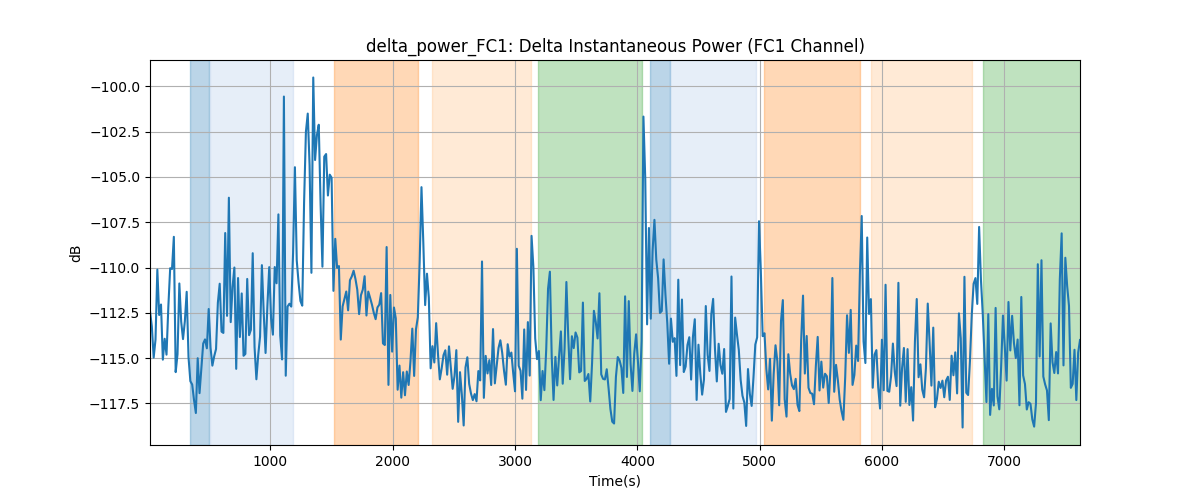 delta_power_FC1: Delta Instantaneous Power (FC1 Channel)
−100.0
−102.5
−105.0
−107.5
−110.0
−112.5
−115.0
−117.5
dB
1000 2000 3000 4000 5000 6000 7000
Time(s)